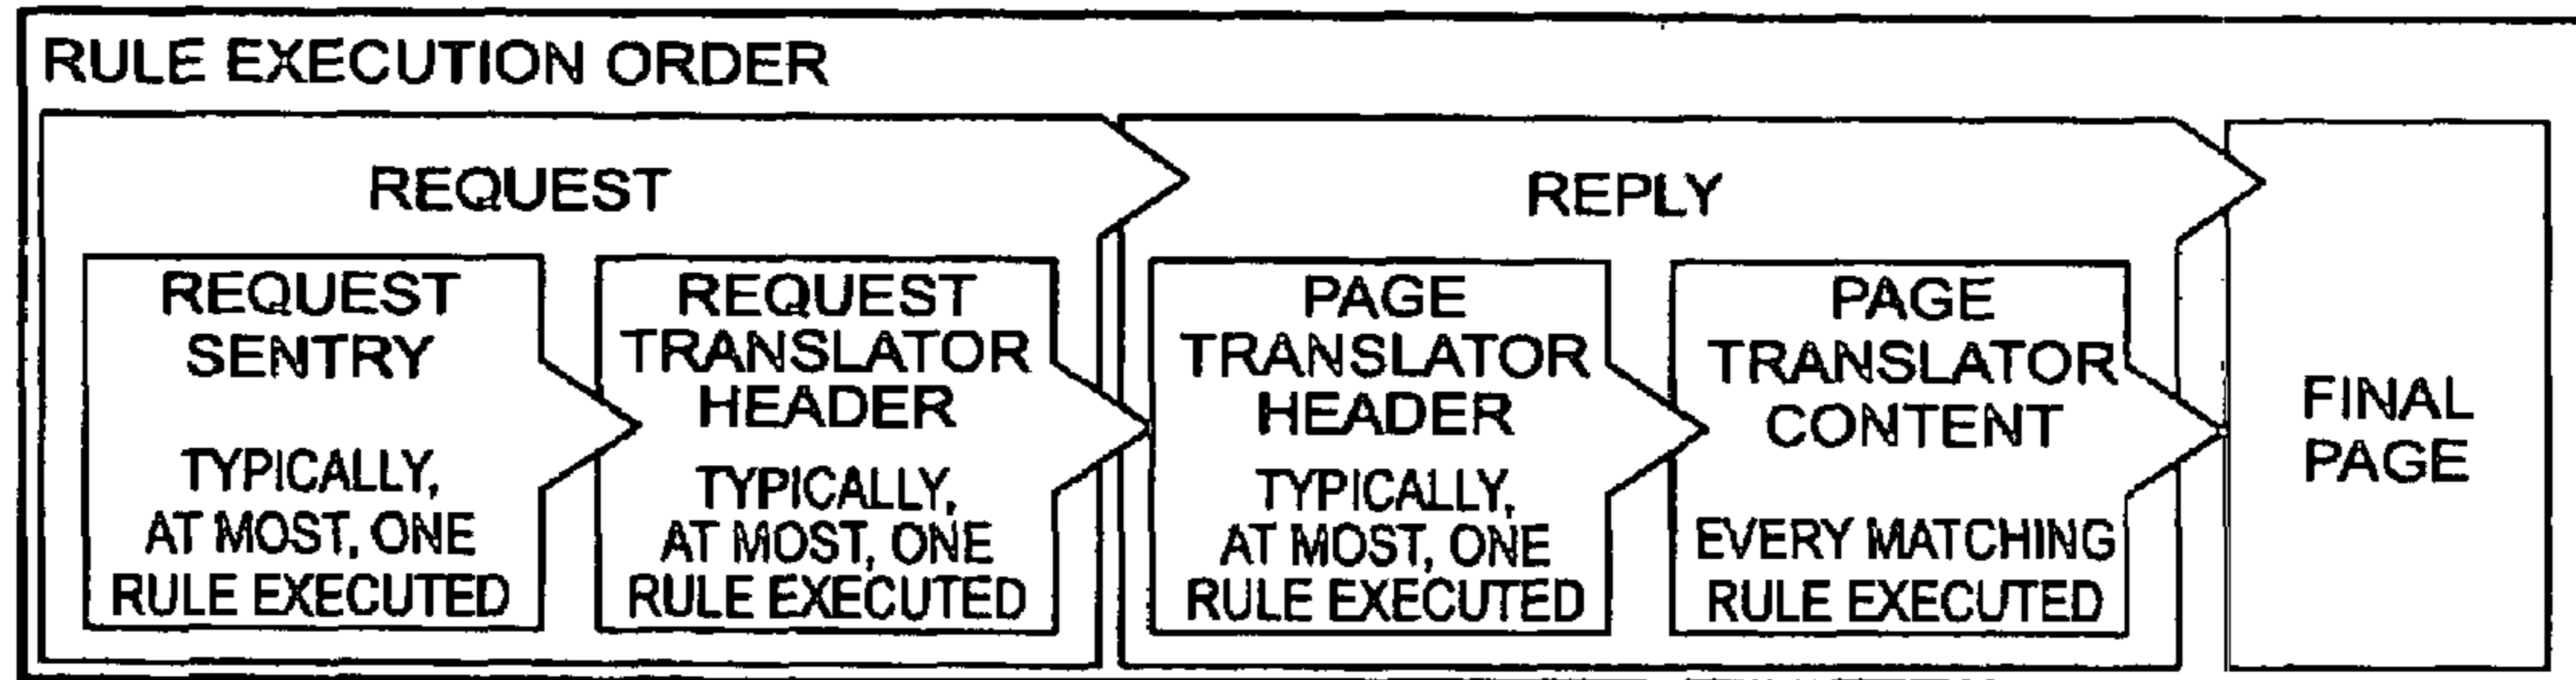 RULE EXECUTION ORDER
REQUEST
REQUEST
SENTRY
TYPICALLY,
AT MOST, ONE
RULE EXECUTED
REQUEST
TRANSLATOR
HEADER
TYPICALLY,
AT MOST, ONE
RULE EXECUTED
REPLY
PAGE
TRANSLATOR
HEADER
TYPICALLY,
AT MOST, ONE
RULE EXECUTED
PAGE
TRANSLATOR
CONTENT
EVERY MATCHING
RULE EXECUTED
FINAL
PAGE